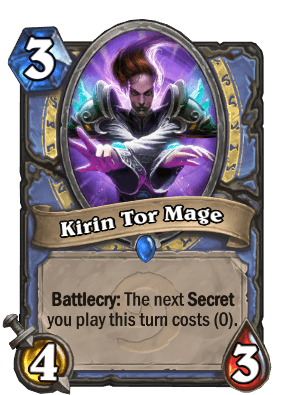 3
Kirin Tor Mage
Battlecry: The next Secret
you play this turn costs (0).
4
3